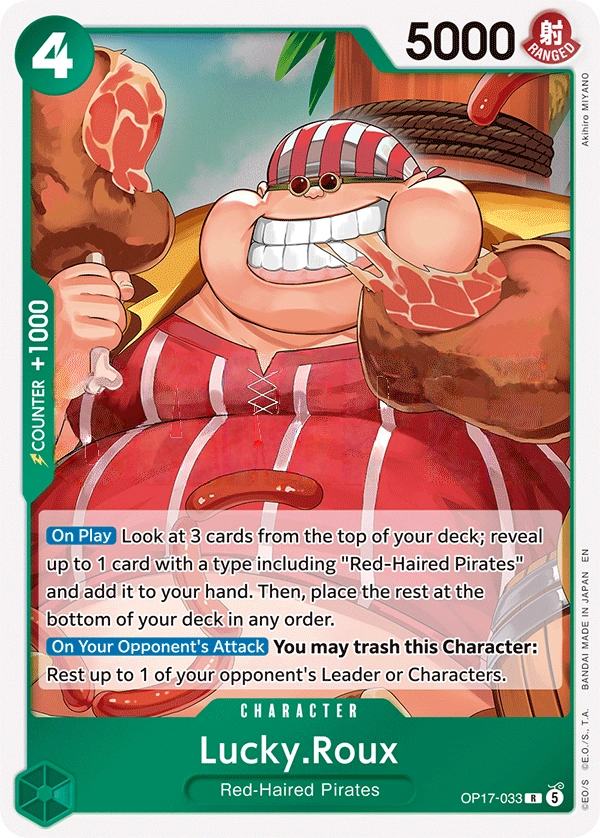 4
5000
射
RANGED
Akihiro MIYANO
COUNTER +1000
On Play Look at 3 cards from the top of your deck; reveal
up to 1 card with a type including "Red-Haired Pirates"
and add it to your hand. Then, place the rest at the
bottom of your deck in any order.
On Your Opponent's Attack You may trash this Character:
Rest up to 1 of your opponent's Leader or Characters.
CHARACTER
Lucky.Roux
Red-Haired Pirates
OP17-033 R 5
©EO/S ©E.O./S., T.A. BANDAI MADE IN JAPAN EN